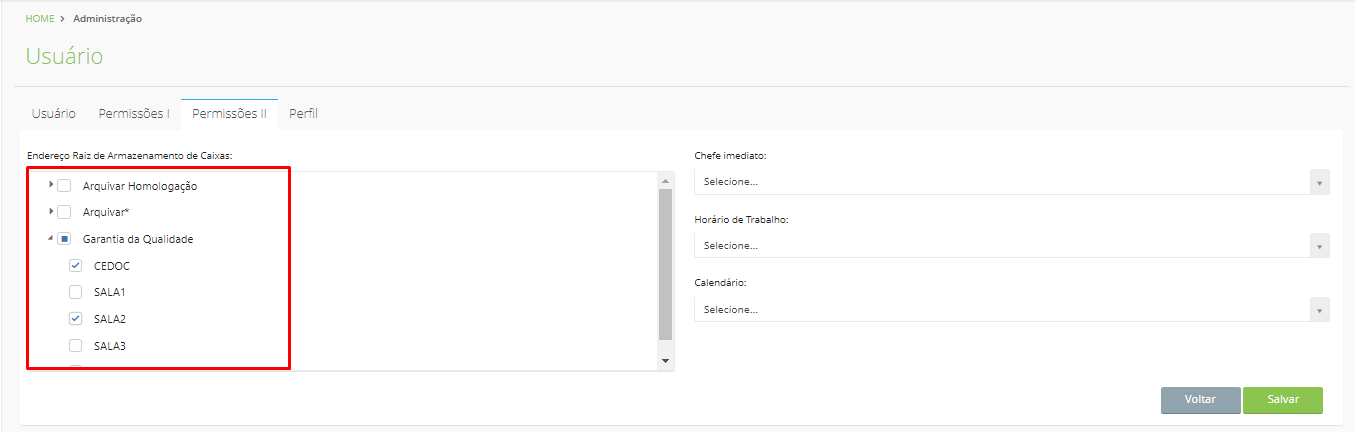 HOME > Administração
Usuário
Usuário Permissões I Permissões II Perfil
Endereço Raiz de Armazenamento de Caixas:
Arquivar Homologação
Arquivar*
Garantia da Qualidade
CEDOC
SALA1
SALA2
SALA3
Chefe imediato:
Selecione...
Horário de Trabalho:
Selecione...
Calendário:
Selecione...
Voltar Salvar